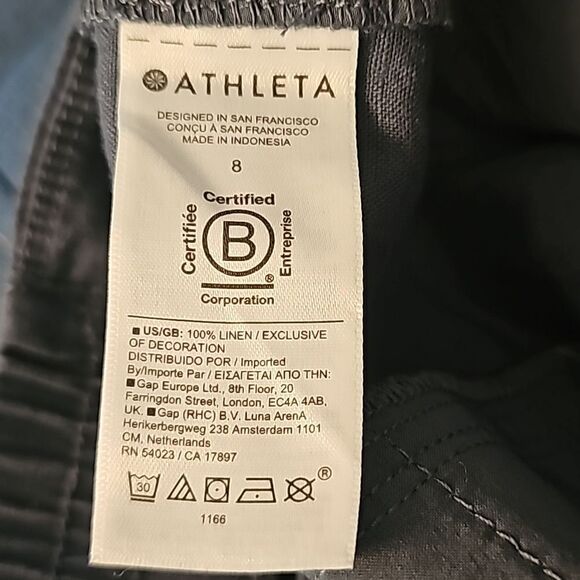 ATHLETA
DESIGNED IN SAN FRANCISCO
CONÇU À SAN FRANCISCO
MADE IN INDONESIA
8
Certified
Certifiée
B
Entreprise
®
Corporation
■ US/GB: 100% LINEN / EXCLUSIVE
OF DECORATION
DISTRIBUIDO POR / Imported
By/Importe Par / ΕΙΣΑΓΕΤΑΙ ΑΠΟ ΤΗΝ:
■ Gap Europe Ltd., 8th Floor, 20
Farringdon Street, London, EC4A 4AB,
UK. ■ Gap (RHC) B.V. Luna ArenA
Herikerbergweg 238 Amsterdam 1101
CM, Netherlands
RN 54023 / CA 17897
30
®
1166